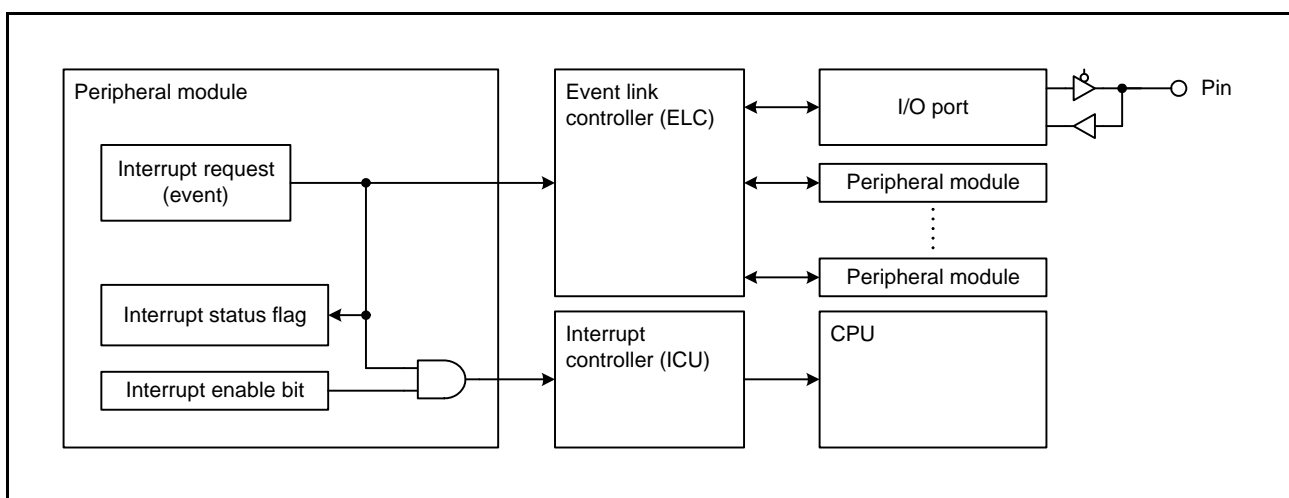 Peripheral module
Interrupt request
(event)
Interrupt status flag
Interrupt enable bit
Event link
controller (ELC)
Interrupt
controller (ICU)
I/O port
Pin
Peripheral module
Peripheral module
CPU